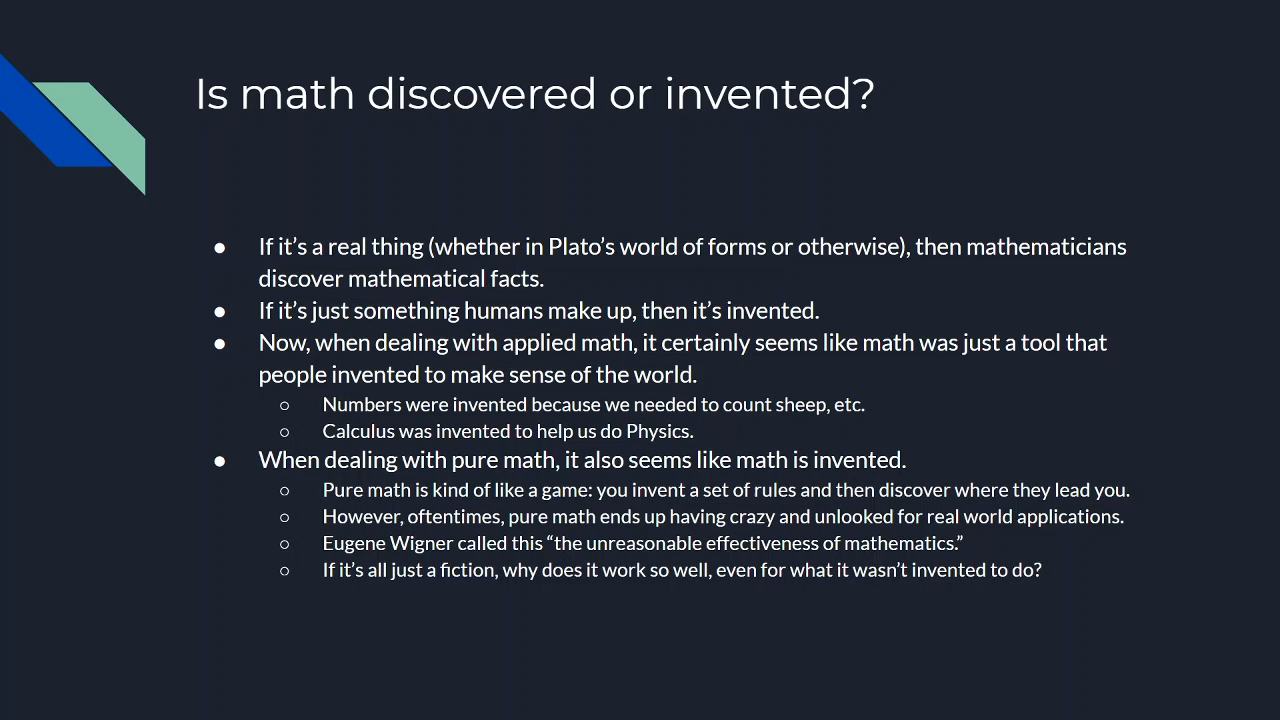 Is math discovered or invented?
● If it's a real thing (whether in Plato's world of forms or otherwise), then mathematicians
discover mathematical facts.
● If it's just something humans make up, then it's invented.
● Now, when dealing with applied math, it certainly seems like math was just a tool that
people invented to make sense of the world.
○ Numbers were invented because we needed to count sheep, etc.
○ Calculus was invented to help us do Physics.
● When dealing with pure math, it also seems like math is invented.
○ Pure math is kind of like a game: you invent a set of rules and then discover where they lead you.
○ However, oftentimes, pure math ends up having crazy and unlooked for real world applications.
○ Eugene Wigner called this “the unreasonable effectiveness of mathematics.”
○ If it's all just a fiction, why does it work so well, even for what it wasn't invented to do?